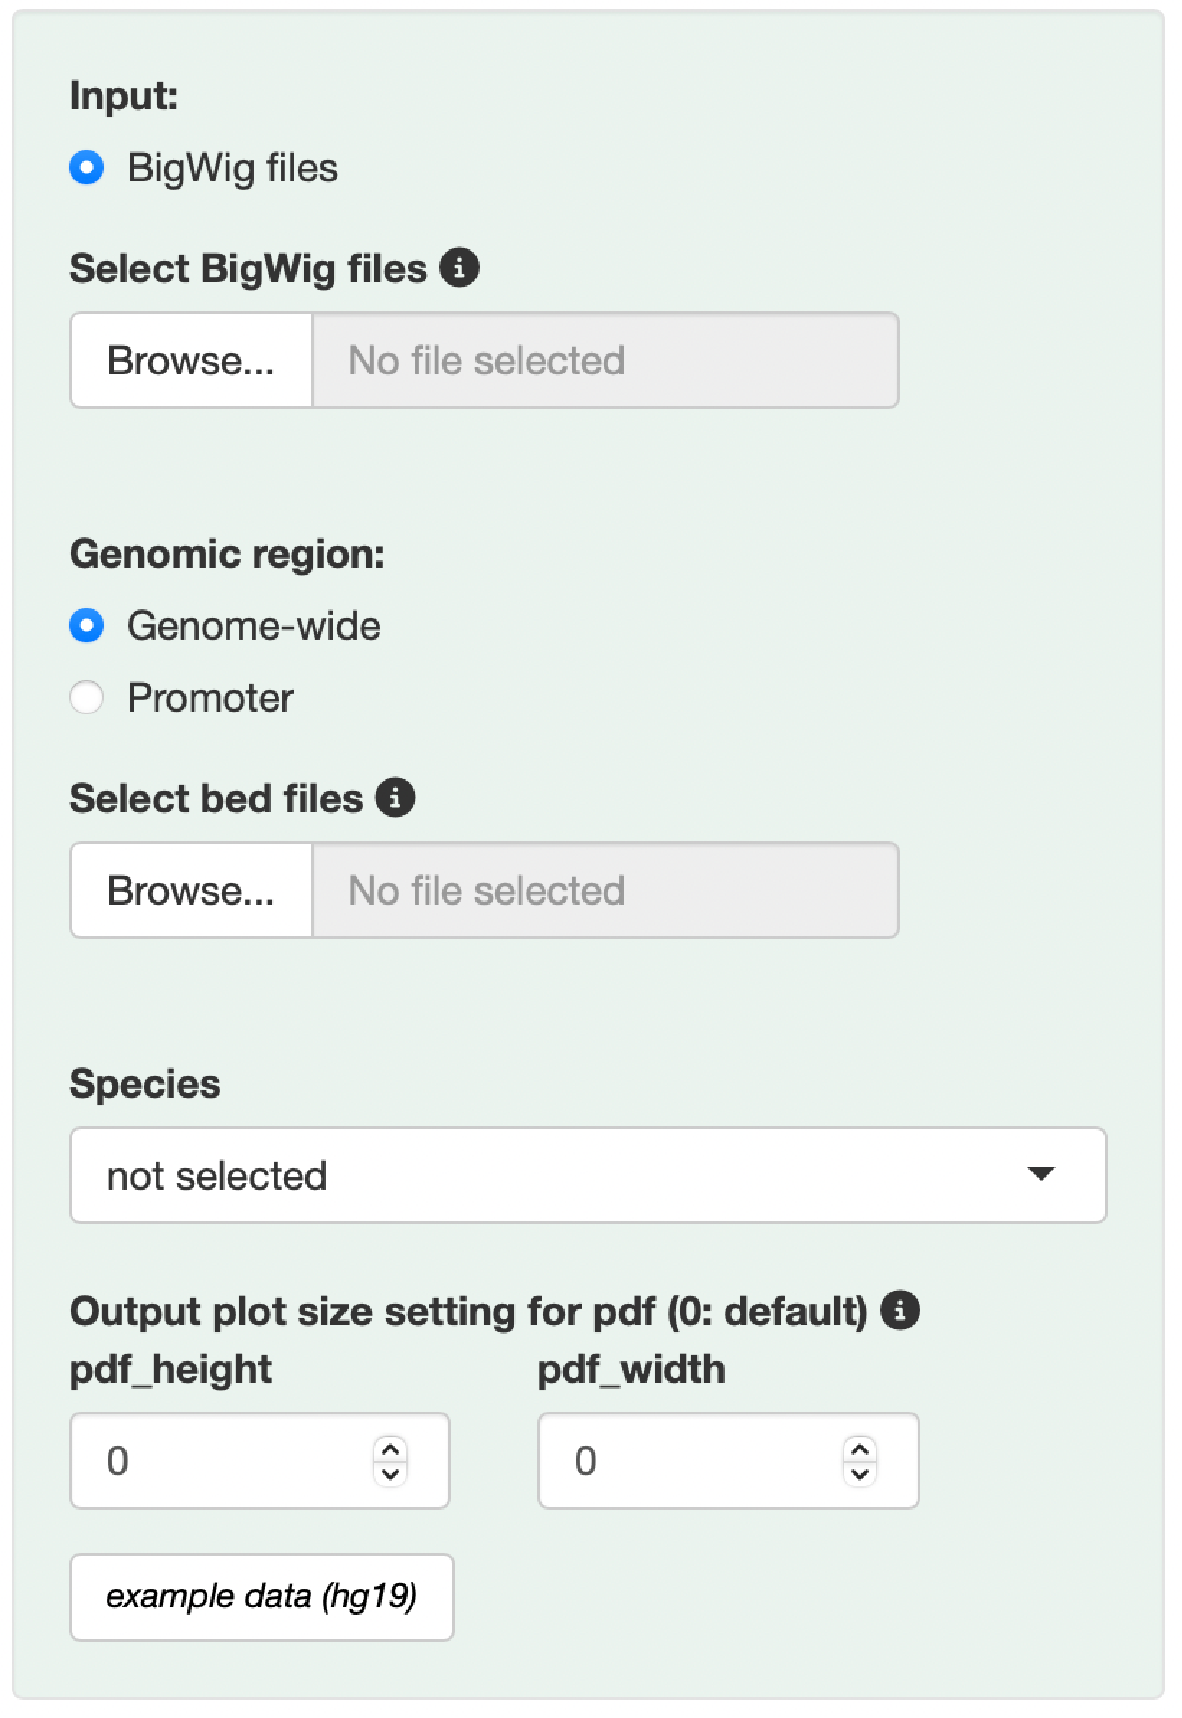 Input:
BigWig files
Select BigWig files
Browse... No file selected
Genomic region:
Genome-wide
Promoter
Select bed files
Browse... No file selected
Species
not selected
Output plot size setting for pdf (0: default)
pdf_height pdf_width
0 0
example data (hg19)